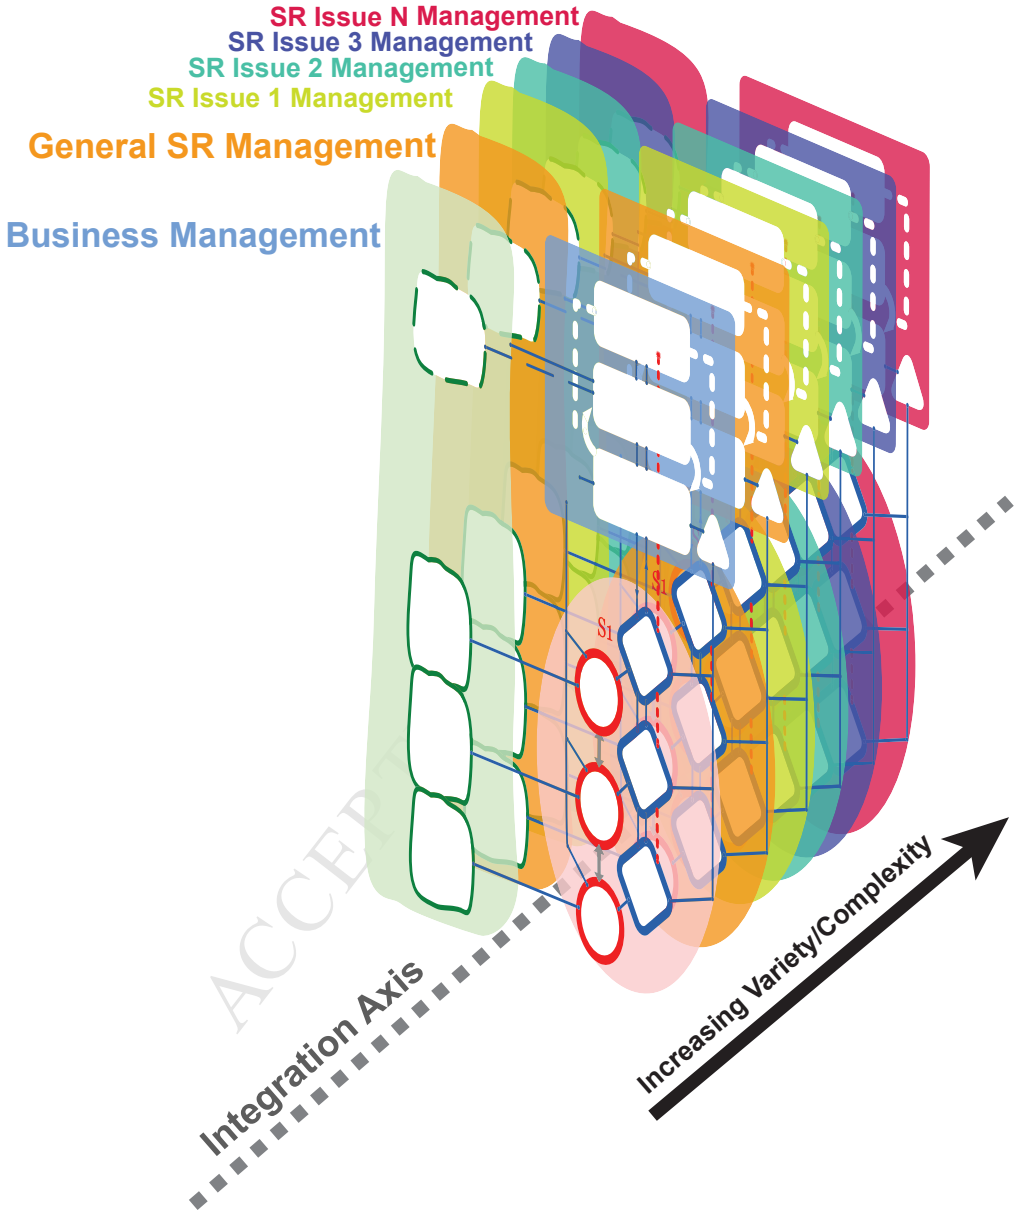 SR Issue N Management
SR Issue 3 Management
SR Issue 2 Management
SR Issue 1 Management
General SR Management
Business Management
S1
S1
ACCEPT
Integration Axis
Increasing Variety/Complexity